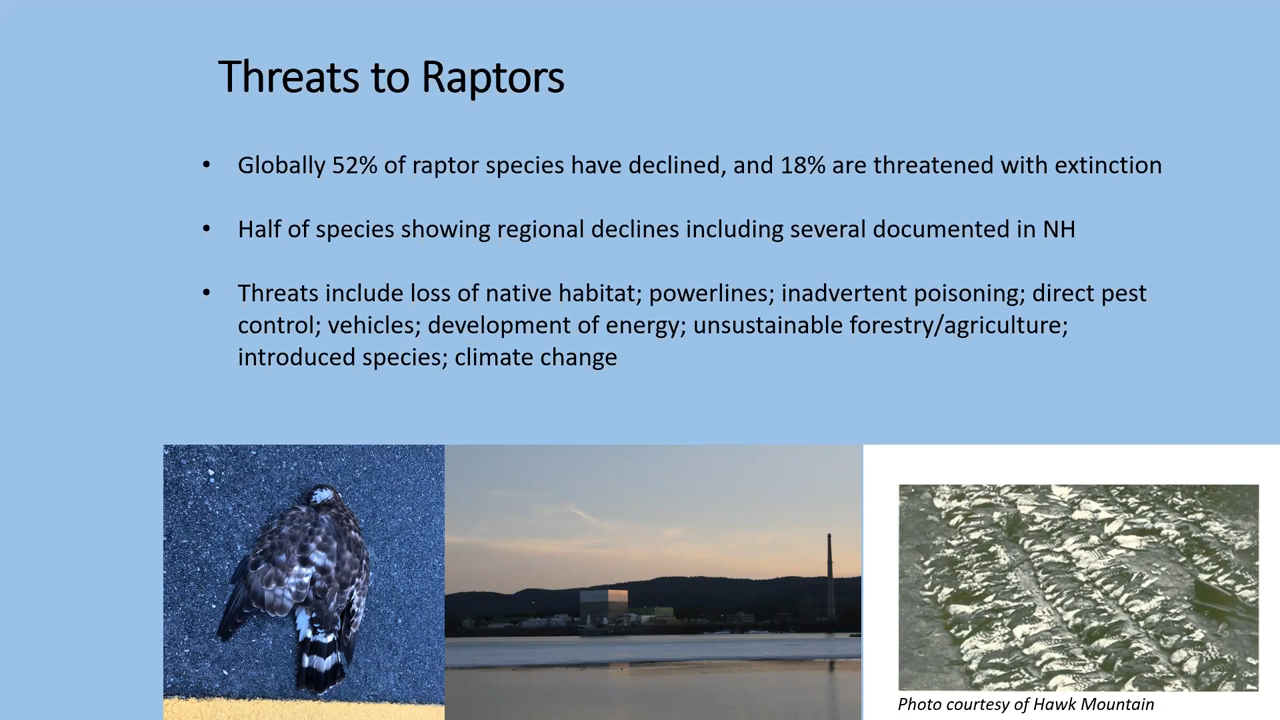 Threats to Raptors
• Globally 52% of raptor species have declined, and 18% are threatened with extinction
• Half of species showing regional declines including several documented in NH
• Threats include loss of native habitat; powerlines; inadvertent poisoning; direct pest
control; vehicles; development of energy; unsustainable forestry/agriculture;
introduced species; climate change
Photo courtesy of Hawk Mountain